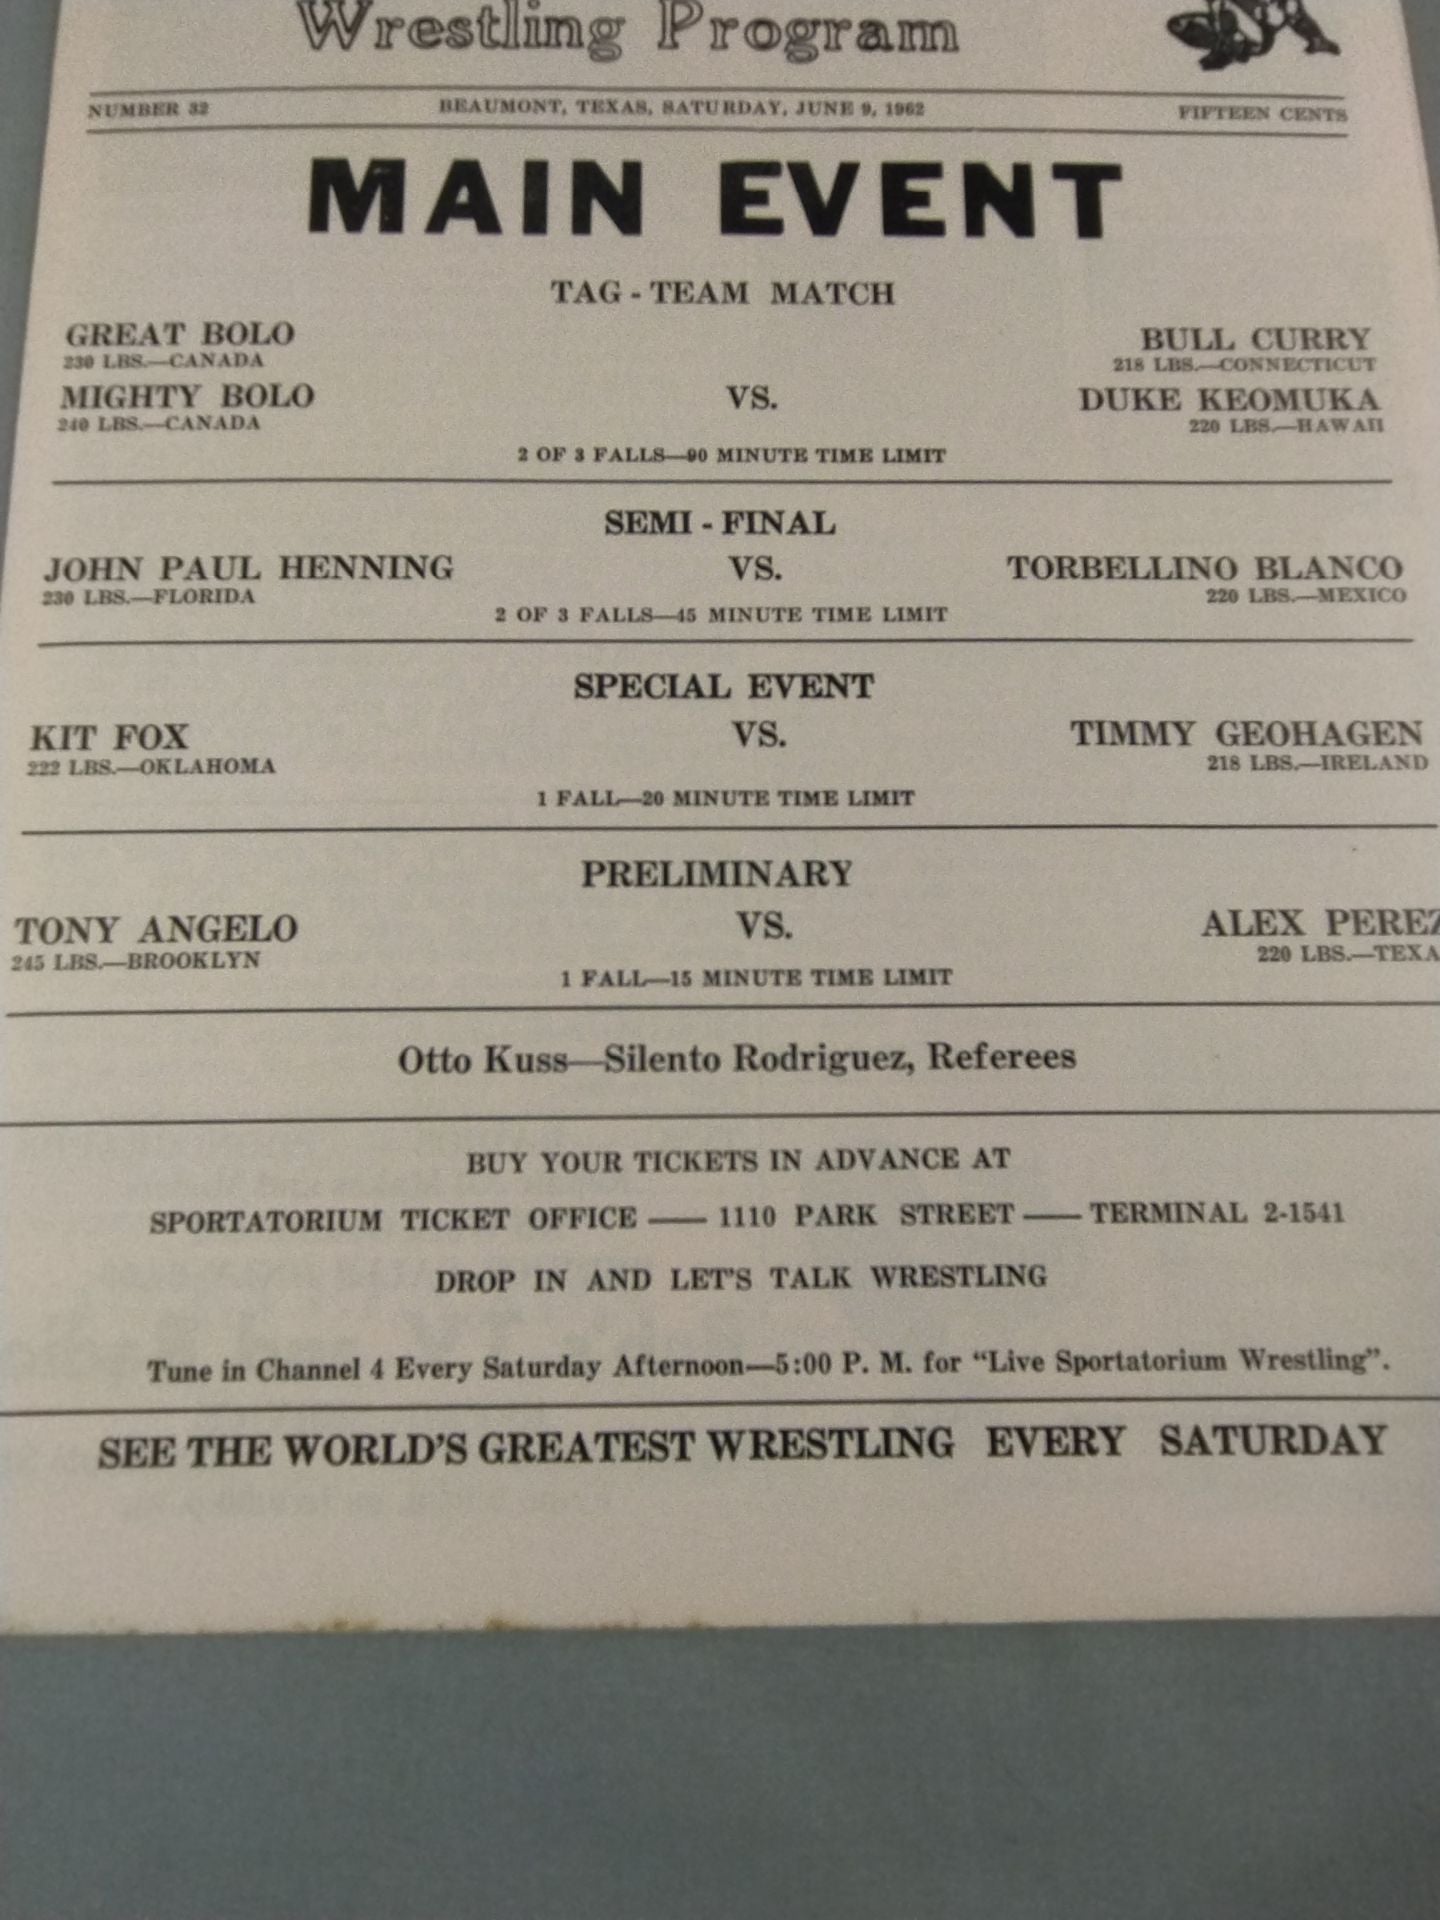 Wrestling Program
NUMBER 32 BEAUMONT, TEXAS, SATURDAY, JUNE 9, 1962 FIFTEEN CENTS
MAIN EVENT
TAG - TEAM MATCH
GREAT BOLO BULL CURRY
230 LBS.—CANADA 218 LBS.—CONNECTICUT
MIGHTY BOLO VS. DUKE KEOMUKA
240 LBS.—CANADA 220 LBS.—HAWAII
2 OF 3 FALLS—90 MINUTE TIME LIMIT
SEMI - FINAL
JOHN PAUL HENNING VS. TORBELLINO BLANCO
230 LBS.—FLORIDA 220 LBS.—MEXICO
2 OF 3 FALLS—45 MINUTE TIME LIMIT
SPECIAL EVENT
KIT FOX VS. TIMMY GEOHAGEN
222 LBS.—OKLAHOMA 218 LBS.—IRELAND
1 FALL—20 MINUTE TIME LIMIT
PRELIMINARY
TONY ANGELO VS. ALEX PEREZ
245 LBS.—BROOKLYN 220 LBS.—TEXA
1 FALL—15 MINUTE TIME LIMIT
Otto Kuss—Silento Rodriguez, Referees
BUY YOUR TICKETS IN ADVANCE AT
SPORTATORIUM TICKET OFFICE — 1110 PARK STREET — TERMINAL 2-1541
DROP IN AND LET'S TALK WRESTLING
Tune in Channel 4 Every Saturday Afternoon—5:00 P. M. for “Live Sportatorium Wrestling”.
SEE THE WORLD'S GREATEST WRESTLING EVERY SATURDAY